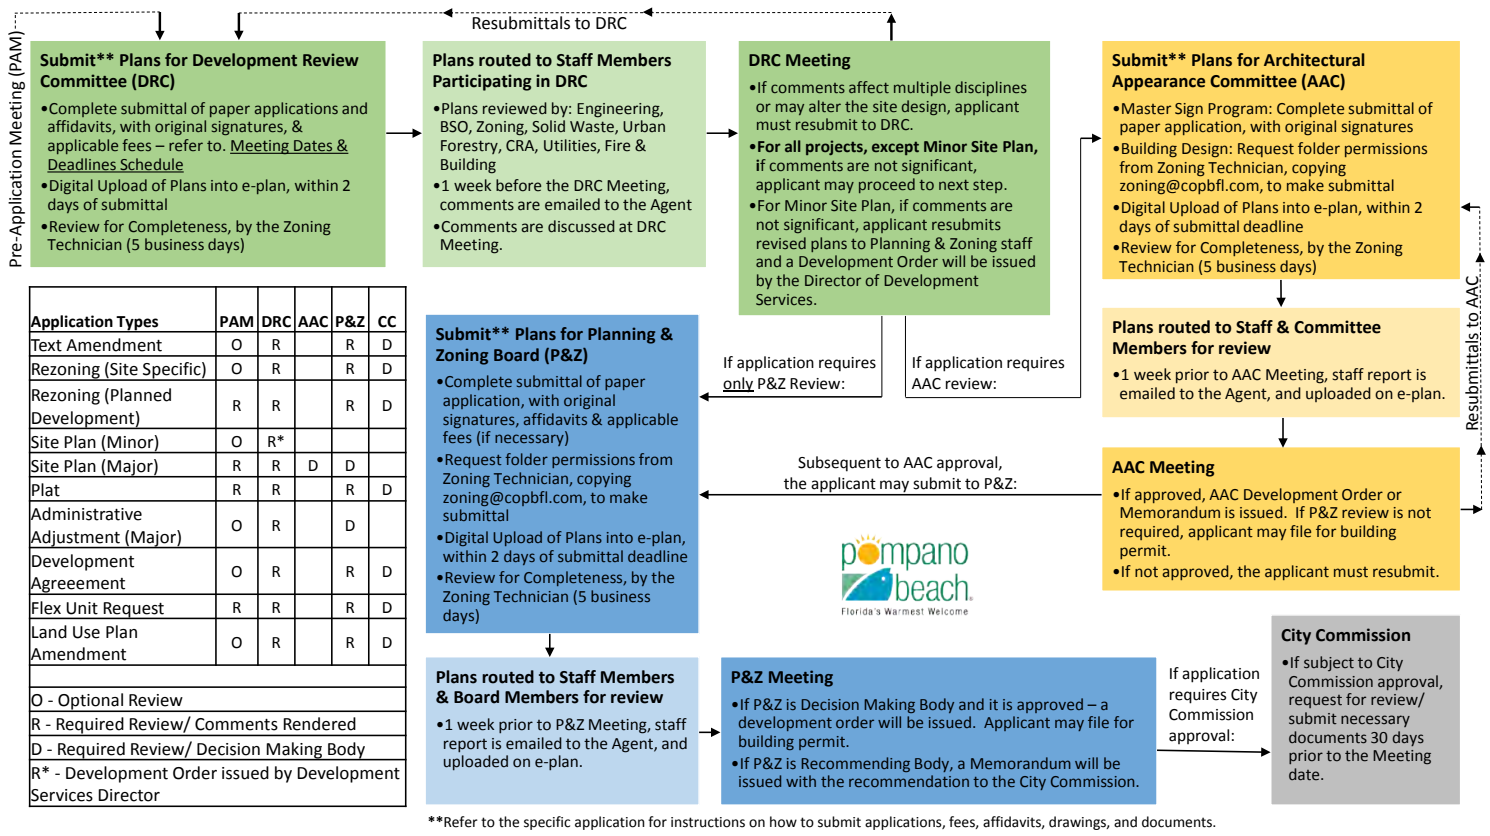 Pre-Application Meeting (PAM)
Resubmittals to DRC
Submit** Plans for Development Review
Committee (DRC)
•Complete submittal of paper applications and
affidavits, with original signatures, &
applicable fees – refer to. Meeting Dates &
Deadlines Schedule
•Digital Upload of Plans into e-plan, within 2
days of submittal
•Review for Completeness, by the Zoning
Technician (5 business days)
Plans routed to Staff Members
Participating in DRC
•Plans reviewed by: Engineering,
BSO, Zoning, Solid Waste, Urban
Forestry, CRA, Utilities, Fire &
Building
•1 week before the DRC Meeting,
comments are emailed to the Agent
•Comments are discussed at DRC
Meeting.
DRC Meeting
•If comments affect multiple disciplines
or may alter the site design, applicant
must resubmit to DRC.
•For all projects, except Minor Site Plan,
if comments are not significant,
applicant may proceed to next step.
•For Minor Site Plan, if comments are
not significant, applicant resubmits
revised plans to Planning & Zoning staff
and a Development Order will be issued
by the Director of Development
Services.
Submit** Plans for Architectural
Appearance Committee (AAC)
•Master Sign Program: Complete submittal of
paper application, with original signatures
•Building Design: Request folder permissions
from Zoning Technician, copying
zoning@copbfl.com, to make submittal
•Digital Upload of Plans into e-plan, within 2
days of submittal deadline
•Review for Completeness, by the Zoning
Technician (5 business days)
Resubmittals to AAC
Plans routed to Staff & Committee
Members for review
•1 week prior to AAC Meeting, staff report is
emailed to the Agent, and uploaded on e-plan.
AAC Meeting
•If approved, AAC Development Order or
Memorandum is issued. If P&Z review is not
required, applicant may file for building
permit.
•If not approved, the applicant must resubmit.
If application requires
only P&Z Review:
If application requires
AAC review:
Subsequent to AAC approval,
the applicant may submit to P&Z:
Application Types PAM DRC AAC P&Z CC
Text Amendment O R R D
Rezoning (Site Specific) O R R D
Rezoning (Planned
Development) R R R D
Site Plan (Minor) O R*
Site Plan (Major) R R D D
Plat R R R D
Administrative
Adjustment (Major) O R D
Development
Agreeement O R R D
Flex Unit Request R R R D
Land Use Plan
Amendment O R R D
O - Optional Review
R - Required Review/ Comments Rendered
D - Required Review/ Decision Making Body
R* - Development Order issued by Development
Services Director
Submit** Plans for Planning &
Zoning Board (P&Z)
•Complete submittal of paper
application, with original
signatures, affidavits & applicable
fees (if necessary)
•Request folder permissions from
Zoning Technician, copying
zoning@copbfl.com, to make
submittal
•Digital Upload of Plans into e-plan,
within 2 days of submittal deadline
•Review for Completeness, by the
Zoning Technician (5 business
days)
pompano
beach
Florida's Warmest Welcome
Plans routed to Staff Members
& Board Members for review
•1 week prior to P&Z Meeting, staff
report is emailed to the Agent, and
uploaded on e-plan.
P&Z Meeting
•If P&Z is Decision Making Body and it is approved – a
development order will be issued. Applicant may file for
building permit.
•If P&Z is Recommending Body, a Memorandum will be
issued with the recommendation to the City Commission.
If application
requires City
Commission
approval:
City Commission
•If subject to City
Commission approval,
request for review/
submit necessary
documents 30 days
prior to the Meeting
date.
**Refer to the specific application for instructions on how to submit applications, fees, affidavits, drawings, and documents.